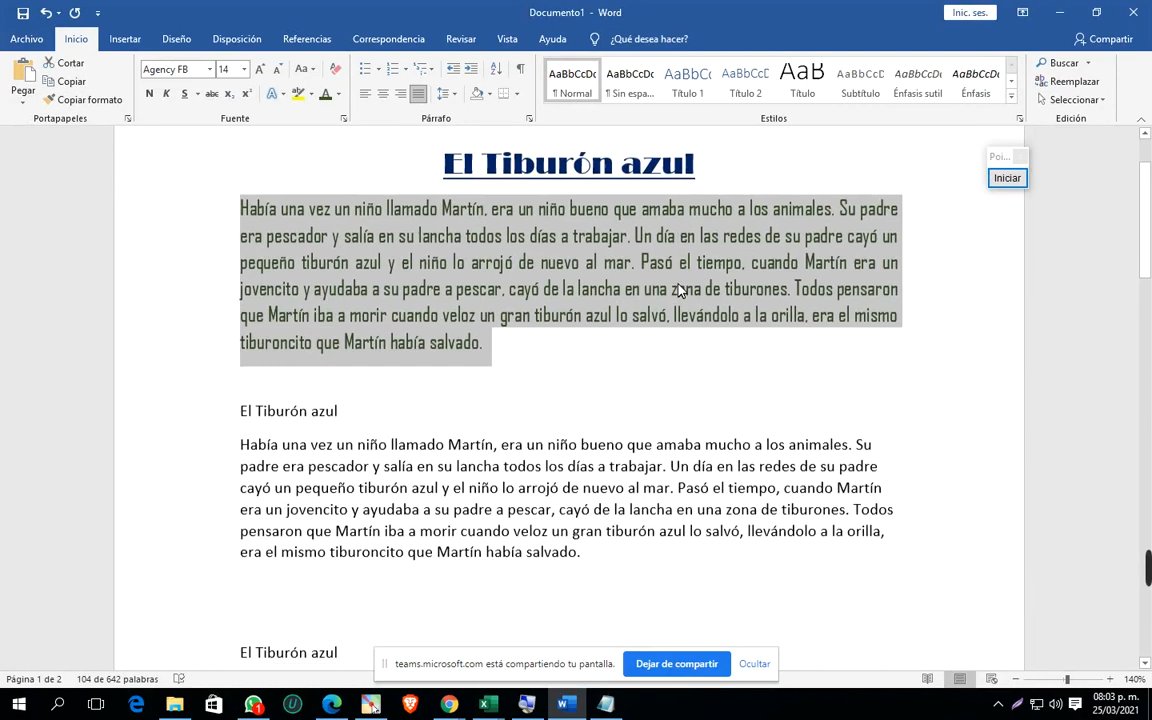 Documento1 - Word
Inic. ses.
Archivo
Inicio
Insertar
Diseño
Disposición
Referencias
Correspondencia
Revisar
Vista
Ayuda
¿Qué desea hacer?
Compartir
Pegar
Cortar
Copiar
Copiar formato
Portapapeles
Agency FB
14
Aa
N K S abc x₂ x²
A
ab
A
Fuente
Párrafo
AaBbCcDc
¶ Normal
AaBbCcDc
¶ Sin espa...
AaBbCc
Título 1
AaBbCcD
Título 2
AaB
Título
AaBbCcD
Subtítulo
AaBbCcDc
Énfasis sutil
AaBbCcDc
Énfasis
Estilos
Buscar
Reemplazar
Seleccionar
Edición
Poi...
Iniciar
El Tiburón azul
Había una vez un niño llamado Martín, era un niño bueno que amaba mucho a los animales. Su padre
era pescador y salía en su lancha todos los días a trabajar. Un día en las redes de su padre cayó un
pequeño tiburón azul y el niño lo arrojó de nuevo al mar. Pasó el tiempo, cuando Martín era un
jovencito y ayudaba a su padre a pescar, cayó de la lancha en una zona de tiburones. Todos pensaron
que Martín iba a morir cuando veloz un gran tiburón azul lo salvó, llevándolo a la orilla, era el mismo
tiburoncito que Martín había salvado.
El Tiburón azul
Había una vez un niño llamado Martín, era un niño bueno que amaba mucho a los animales. Su
padre era pescador y salía en su lancha todos los días a trabajar. Un día en las redes de su padre
cayó un pequeño tiburón azul y el niño lo arrojó de nuevo al mar. Pasó el tiempo, cuando Martín
era un jovencito y ayudaba a su padre a pescar, cayó de la lancha en una zona de tiburones. Todos
pensaron que Martín iba a morir cuando veloz un gran tiburón azul lo salvó, llevándolo a la orilla,
era el mismo tiburoncito que Martín había salvado.
El Tiburón azul
teams.microsoft.com está compartiendo tu pantalla.
Dejar de compartir
Ocultar
Página 1 de 2
104 de 642 palabras
140%
08:03 p. m.
25/03/2021